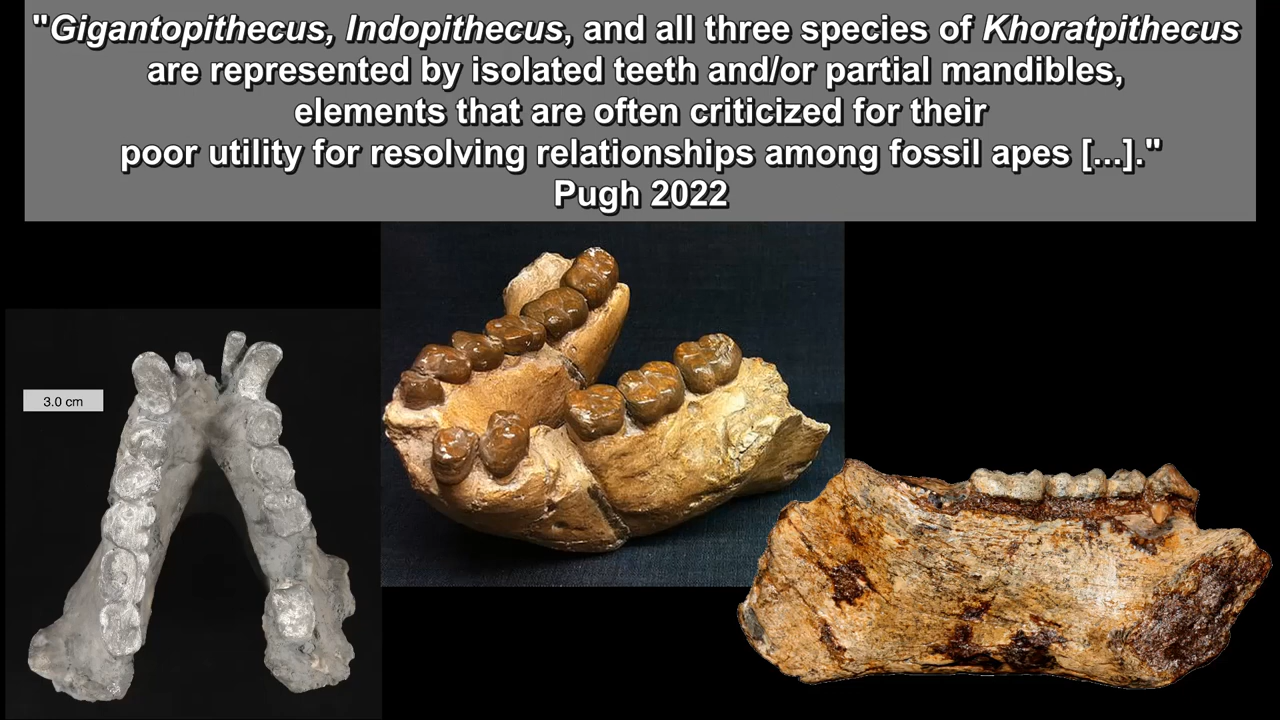 "Gigantopithecus, Indopithecus, and all three species of Khoratpithecus
are represented by isolated teeth and/or partial mandibles,
elements that are often criticized for their
poor utility for resolving relationships among fossil apes [...]."
Pugh 2022
3.0 cm